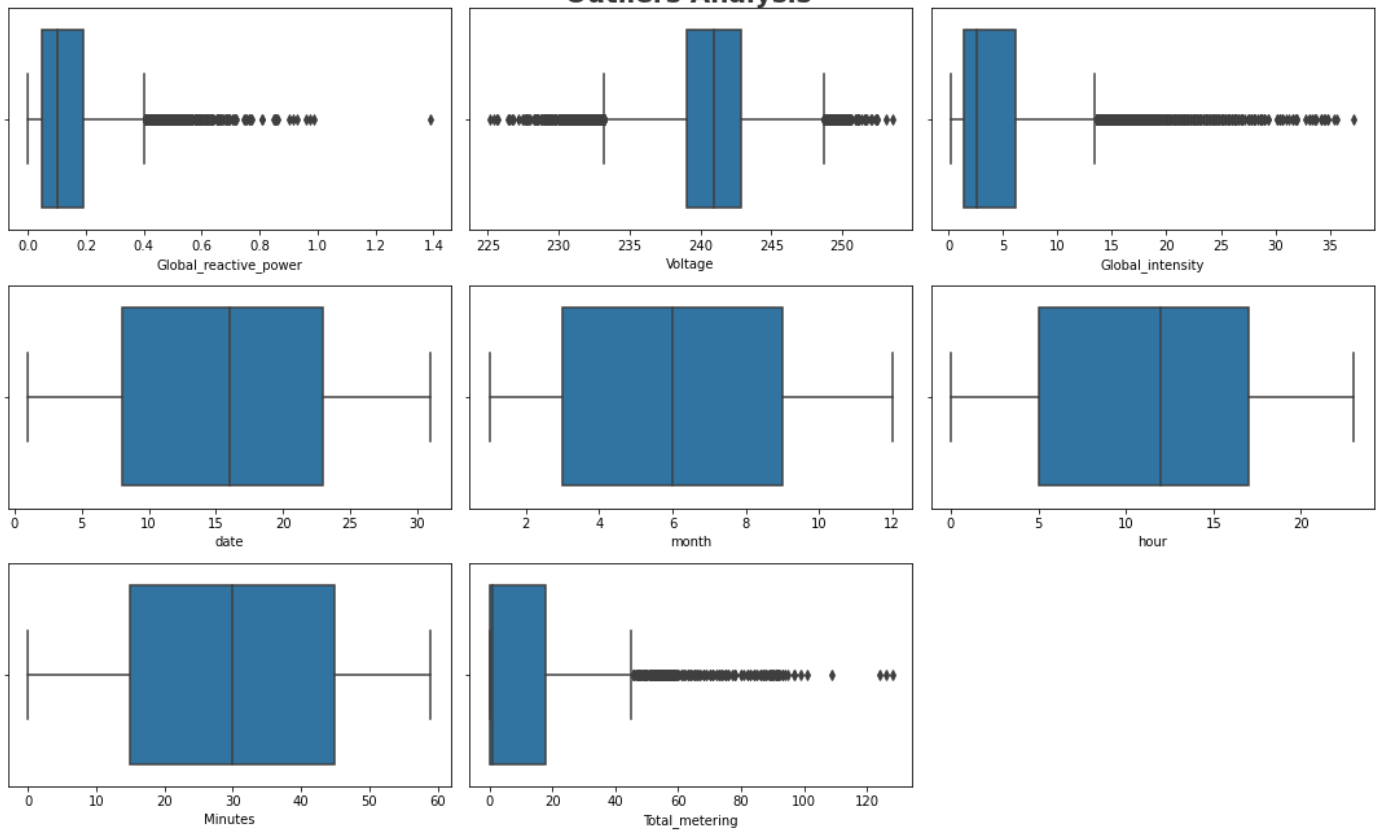 Outliers Analysis
0.0 0.2 0.4 0.6 0.8 1.0 1.2 1.4
Global_reactive_power
225 230 235 240 245 250
Voltage
0 5 10 15 20 25 30 35
Global_intensity
0 5 10 15 20 25 30
date
2 4 6 8 10 12
month
0 5 10 15 20
hour
0 10 20 30 40 50 60
Minutes
0 20 40 60 80 100 120
Total_metering